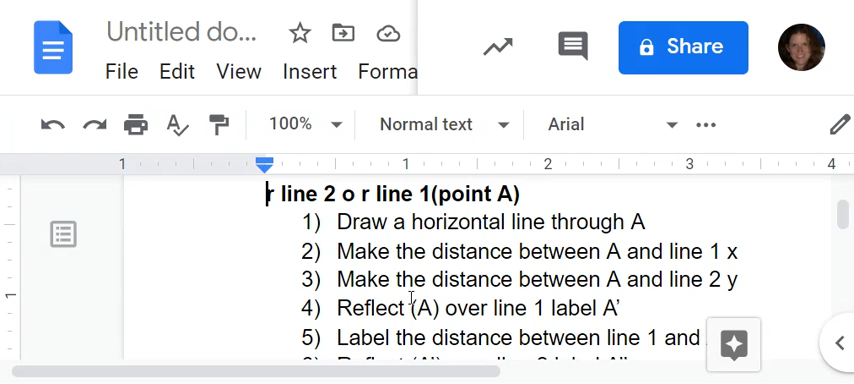 Untitled do...
File Edit View Insert Forma
Share
100% Normal text Arial
1 1 2 3 4
1
r line 2 o r line 1(point A)
1) Draw a horizontal line through A
2) Make the distance between A and line 1 x
3) Make the distance between A and line 2 y
4) Reflect (A) over line 1 label A’
5) Label the distance between line 1 and